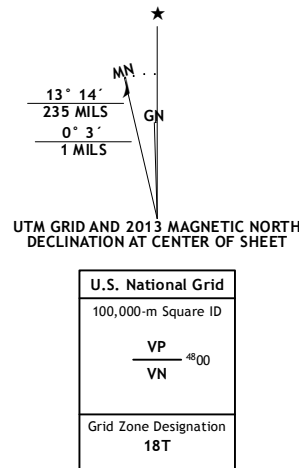 ★
MN
13° 14´
235 MILS
GN
0° 3´
1 MILS
UTM GRID AND 2013 MAGNETIC NORTH
DECLINATION AT CENTER OF SHEET
U.S. National Grid
100,000-m Square ID
VP
4800
VN
Grid Zone Designation
18T